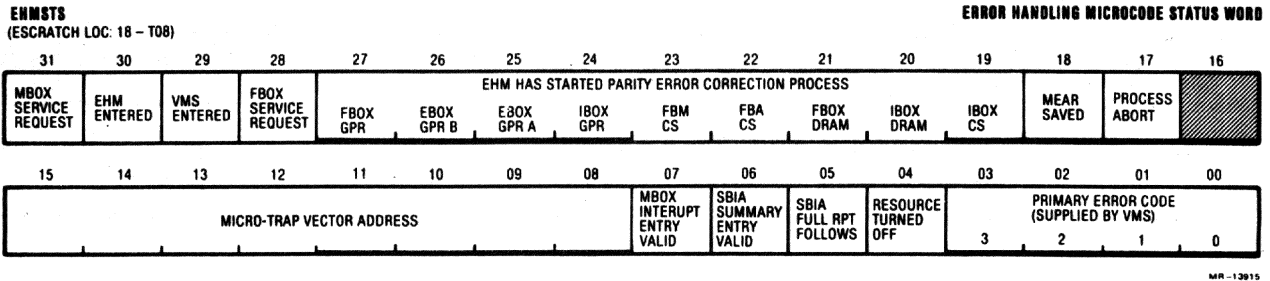 EHMSTS
ERROR HANDLING MICROCODE STATUS WORD
(ESCRATCH LOC: 18 – T08)
31 30 29 28 27 26 25 24 23 22 21 20 19 18 17 16
MBOX SERVICE REQUEST
EHM ENTERED
VMS ENTERED
FBOX SERVICE REQUEST
EHM HAS STARTED PARITY ERROR CORRECTION PROCESS
FBOX GPR
EBOX GPR B
EBOX GPR A
IBOX GPR
FBM CS
FBA CS
FBOX DRAM
IBOX DRAM
IBOX CS
MEAR SAVED
PROCESS ABORT
15 14 13 12 11 10 09 08 07 06 05 04 03 02 01 00
MICRO-TRAP VECTOR ADDRESS
MBOX INTERUPT ENTRY VALID
SBIA SUMMARY ENTRY VALID
SBIA FULL RPT FOLLOWS
RESOURCE TURNED OFF
PRIMARY ERROR CODE
(SUPPLIED BY VMS)
3 2 1 0
MR-13915